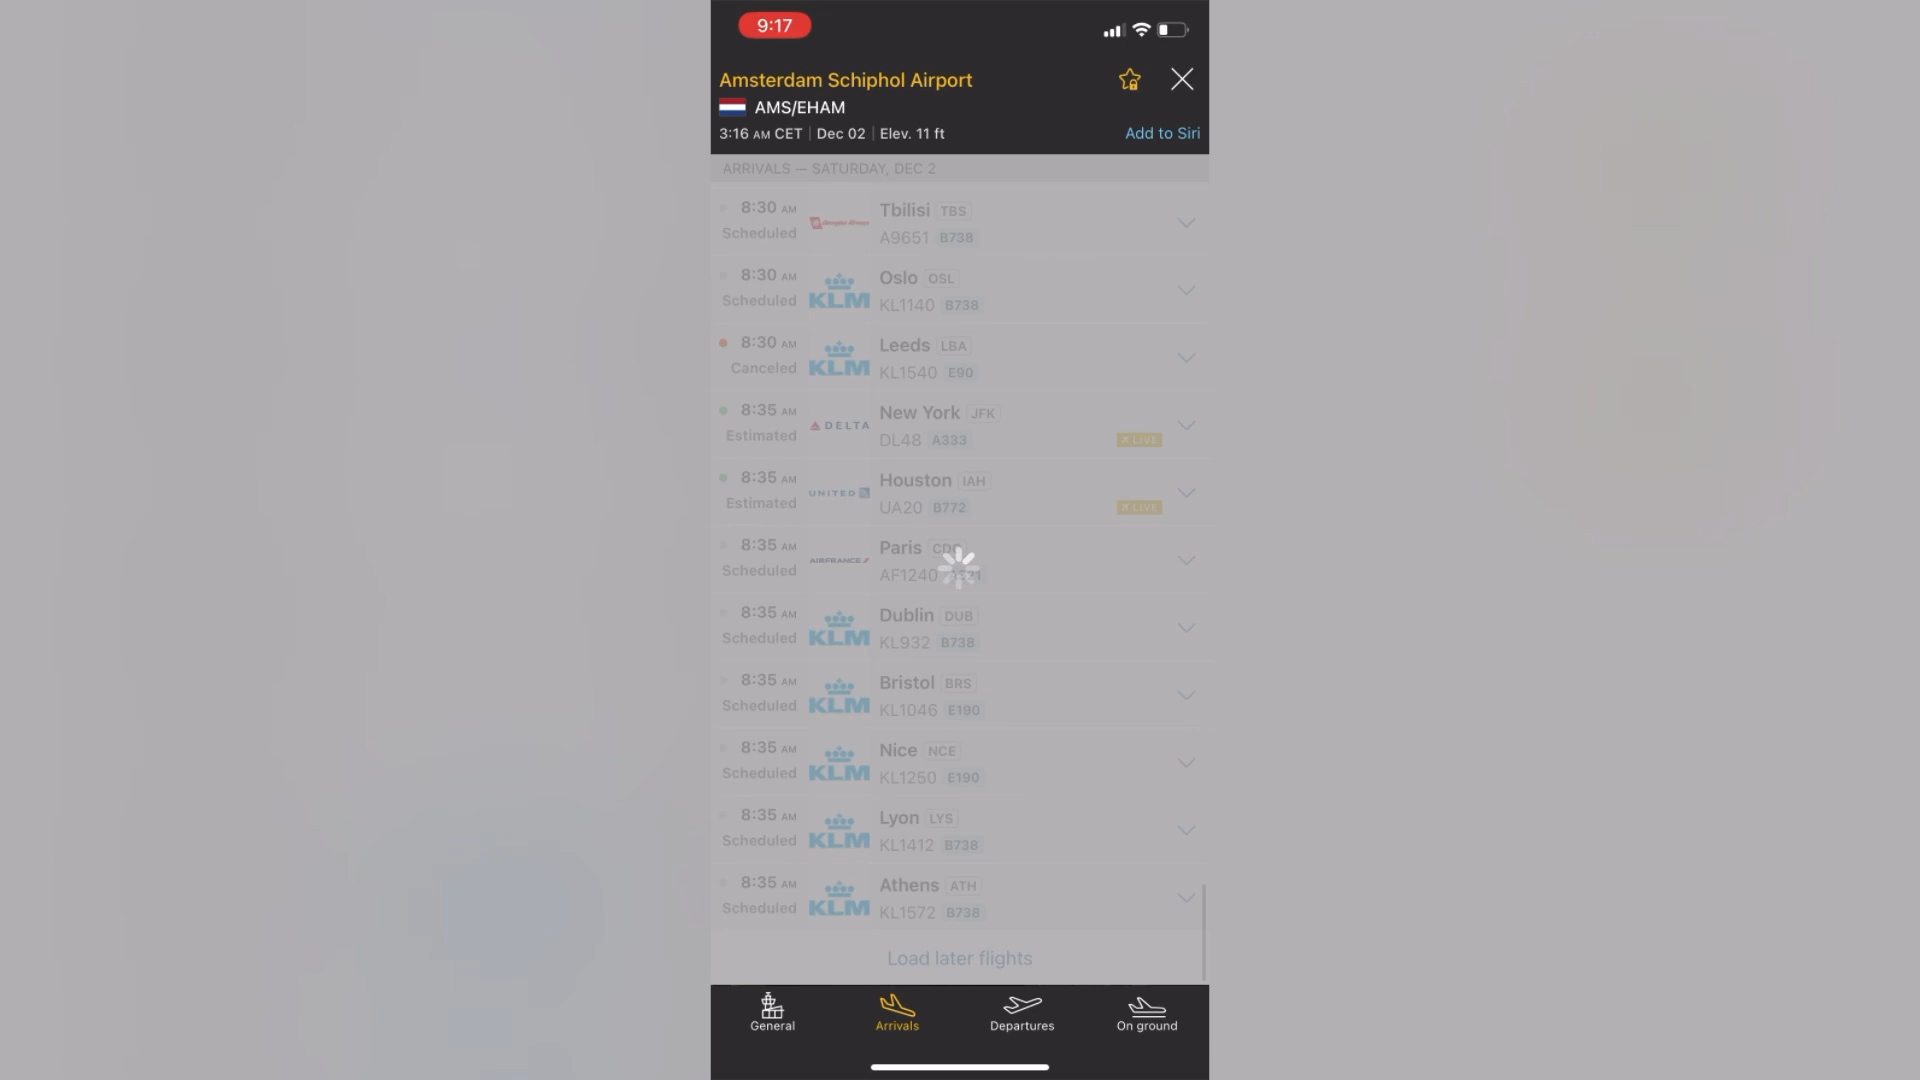 9:17
Amsterdam Schiphol Airport
AMS/EHAM
3:16 AM CET | Dec 02 | Elev. 11 ft
Add to Siri
ARRIVALS — SATURDAY, DEC 2
8:30 AM Tbilisi TBS
Scheduled A9651 B738
8:30 AM KLM Oslo OSL
Scheduled KL1140 B738
8:30 AM KLM Leeds LBA
Canceled KL1540 E90
8:35 AM DELTA New York JFK
Estimated DL48 A333 LIVE
8:35 AM UNITED Houston IAH
Estimated UA20 B772 LIVE
8:35 AM AIRFRANCE Paris CDG
Scheduled AF1240
8:35 AM KLM Dublin DUB
Scheduled KL932 B738
8:35 AM KLM Bristol BRS
Scheduled KL1046 E190
8:35 AM KLM Nice NCE
Scheduled KL1250 E190
8:35 AM KLM Lyon LYS
Scheduled KL1412 B738
8:35 AM KLM Athens ATH
Scheduled KL1572 B738
Load later flights
General Arrivals Departures On ground